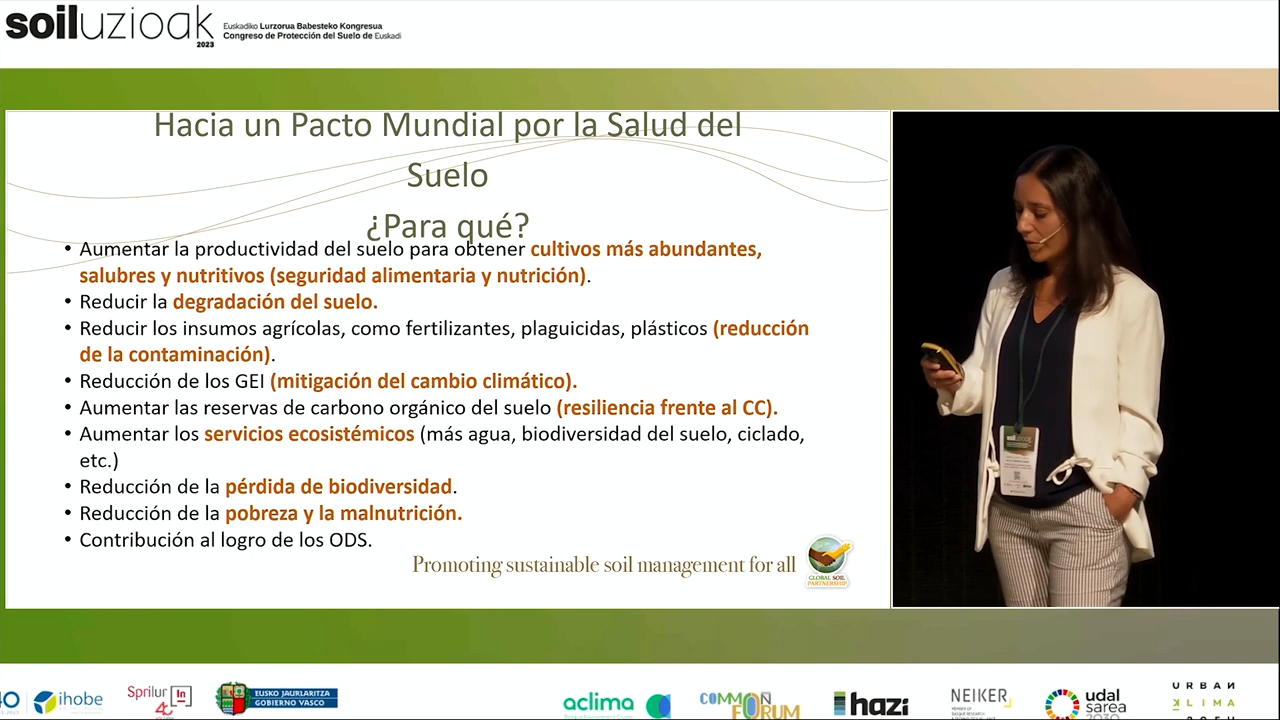 soiluzioak
2023
Euskadiko Lurzorua Babesteko Kongresua
Congreso de Protección del Suelo de Euskadi
Hacia un Pacto Mundial por la Salud del
Suelo
¿Para qué?
• Aumentar la productividad del suelo para obtener cultivos más abundantes,
salubres y nutritivos (seguridad alimentaria y nutrición).
• Reducir la degradación del suelo.
• Reducir los insumos agrícolas, como fertilizantes, plaguicidas, plásticos (reducción
de la contaminación).
• Reducción de los GEI (mitigación del cambio climático).
• Aumentar las reservas de carbono orgánico del suelo (resiliencia frente al CC).
• Aumentar los servicios ecosistémicos (más agua, biodiversidad del suelo, ciclado,
etc.)
• Reducción de la pérdida de biodiversidad.
• Reducción de la pobreza y la malnutrición.
• Contribución al logro de los ODS.
Promoting sustainable soil management for all
GLOBAL SOIL
PARTNERSHIP
ihobe
Sprilur
In
EUSKO JAURLARITZA
GOBIERNO VASCO
aclima
COMMON
FORUM
hazi
NEIKER
udal
sarea
2030
URBAN
KLIMA